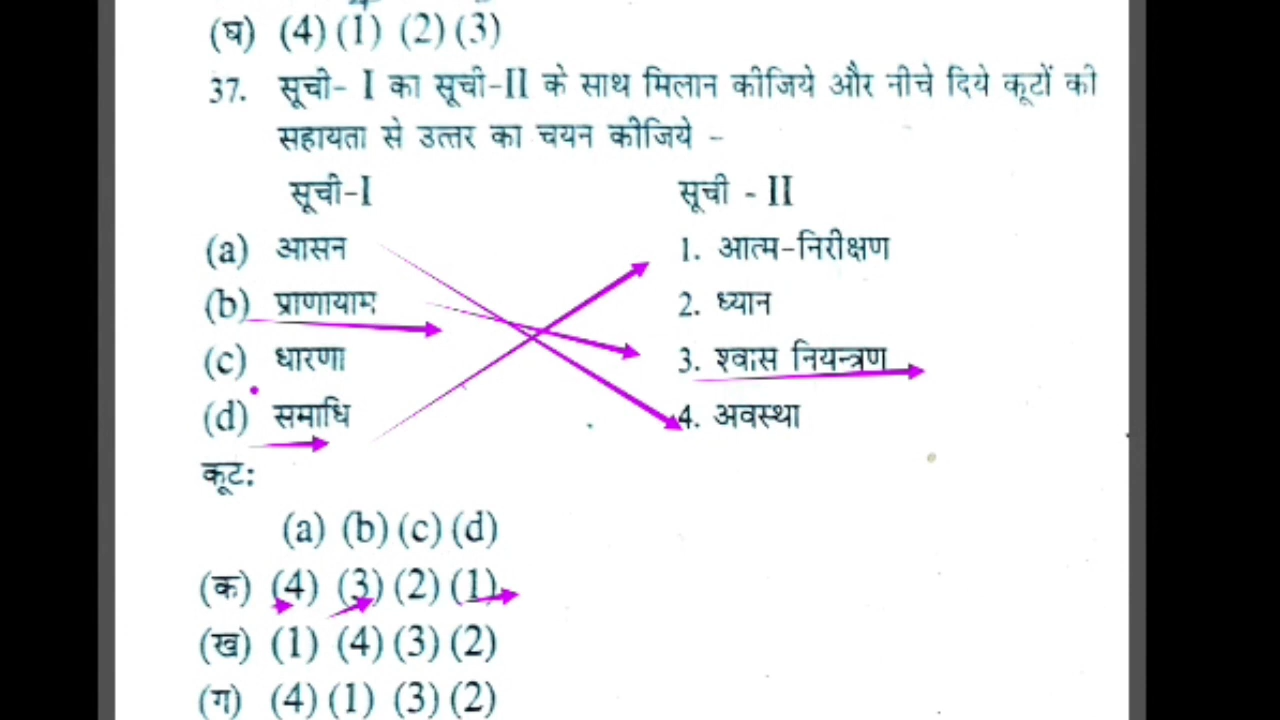 (घ) (4) (1) (2) (3)
37. सूची- I का सूची-II के साथ मिलान कीजिये और नीचे दिये कूटों की
सहायता से उत्तर का चयन कीजिये -
सूची-I सूची - II
(a) आसन 1. आत्म-निरीक्षण
(b) प्राणायाम 2. ध्यान
(c) धारणा 3. श्वास नियन्त्रण
(d) समाधि 4. अवस्था
कूट:
(a) (b) (c) (d)
(क) (4) (3) (2) (1)
(ख) (1) (4) (3) (2)
(ग) (4) (1) (3) (2)